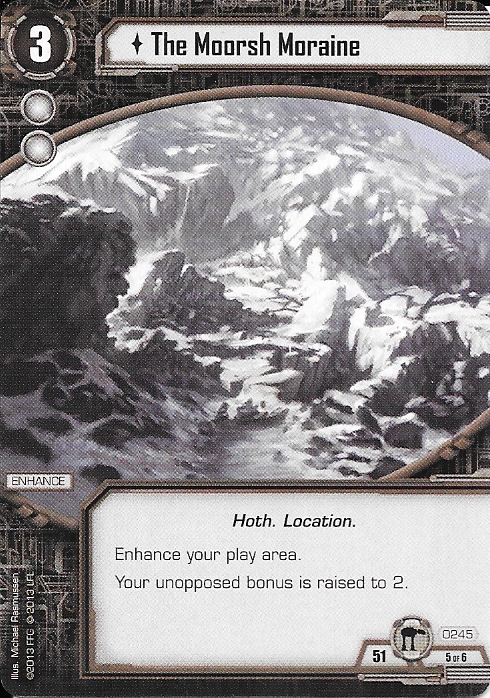 3
The Moorsh Moraine
ENHANCE
Hoth. Location.
Enhance your play area.
Your unopposed bonus is raised to 2.
Illus. Michael Rasmussen
©2013 FFG ©2013 LFL
0245
51
5 of 6